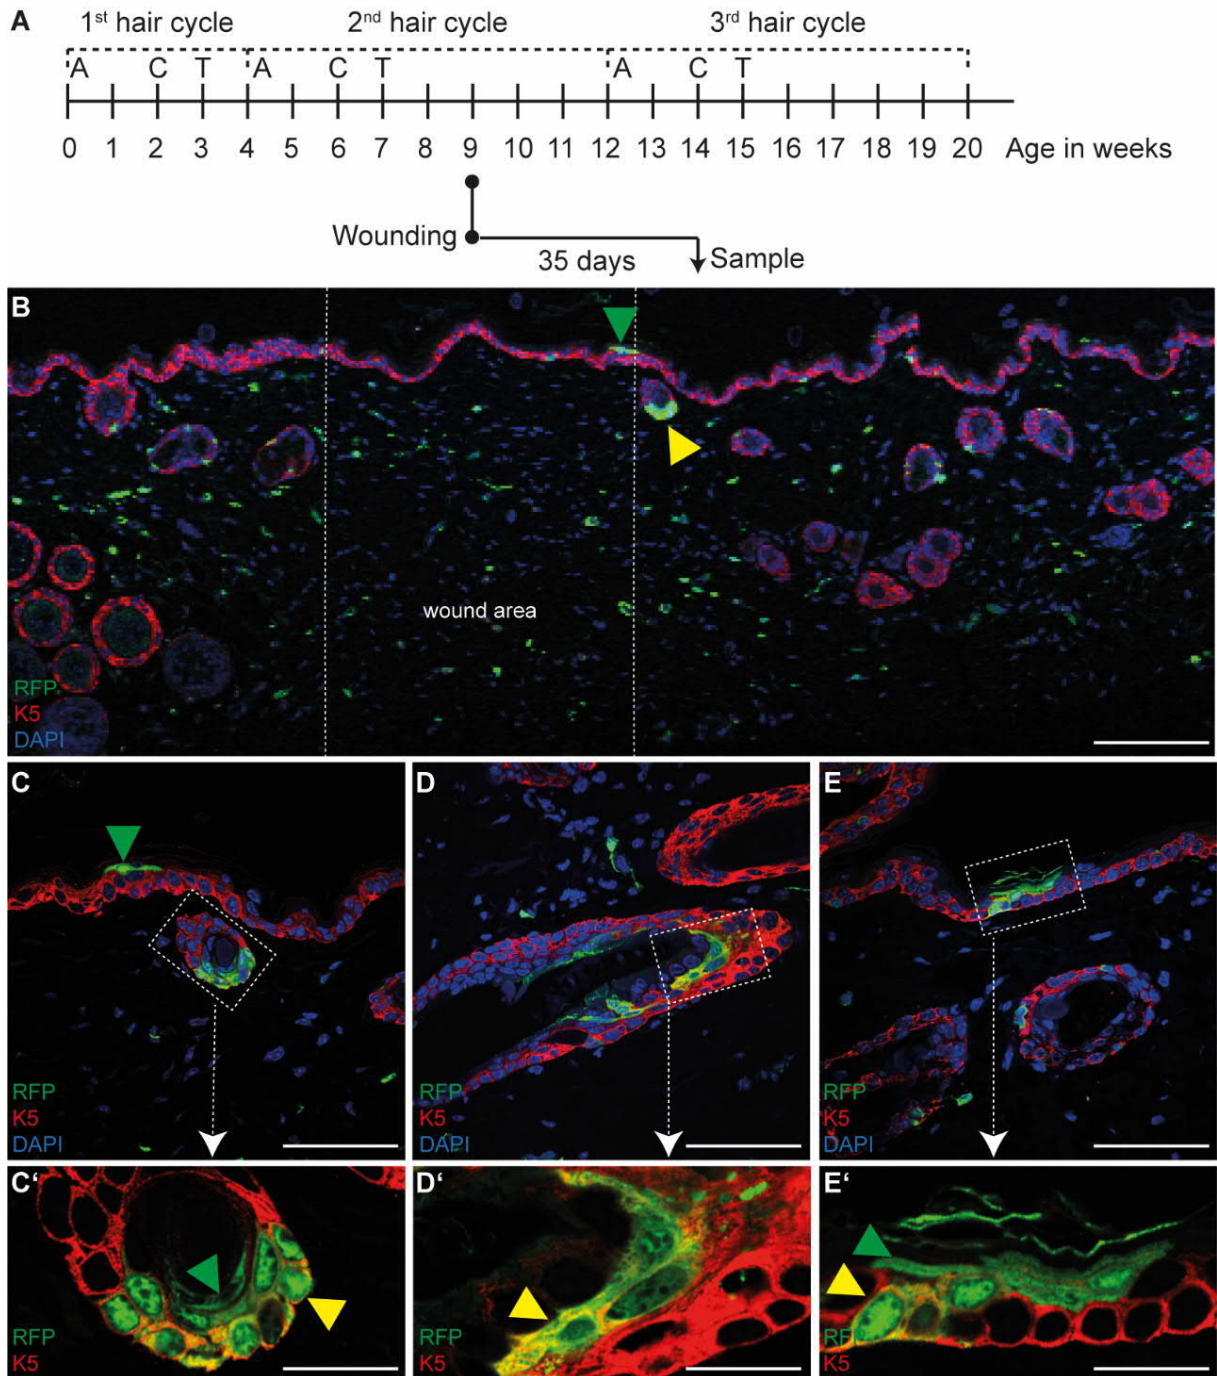 A
1st hair cycle 2nd hair cycle 3rd hair cycle
A C T A C T A C T
0 1 2 3 4 5 6 7 8 9 10 11 12 13 14 15 16 17 18 19 20 Age in weeks
Wounding
35 days
Sample
B
wound area
RFP
K5
DAPI
C
RFP
K5
DAPI
D
RFP
K5
DAPI
E
RFP
K5
DAPI
C‘
RFP
K5
D‘
RFP
K5
E‘
RFP
K5